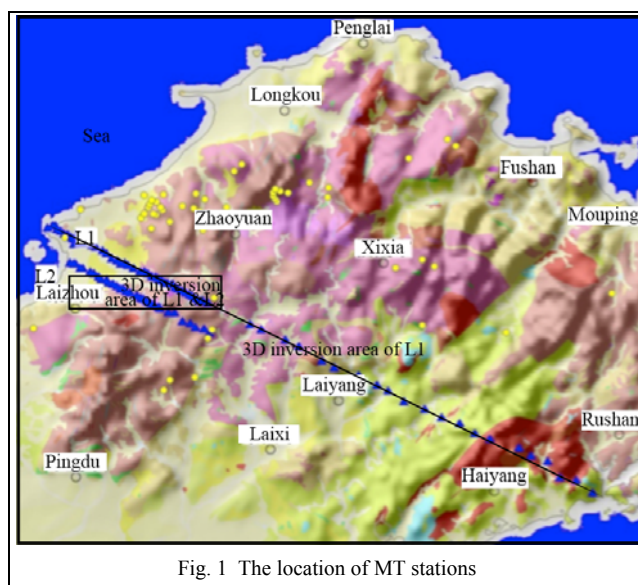 Penglai
Longkou
Sea
Fushan
Zhaoyuan
Mouping
L1
Xixia
L2
3D inversion
Laizhou
area of L1 & L2
3D inversion area of L1
Laiyang
Rushan
Laixi
Pingdu
Haiyang
Fig. 1 The location of MT stations